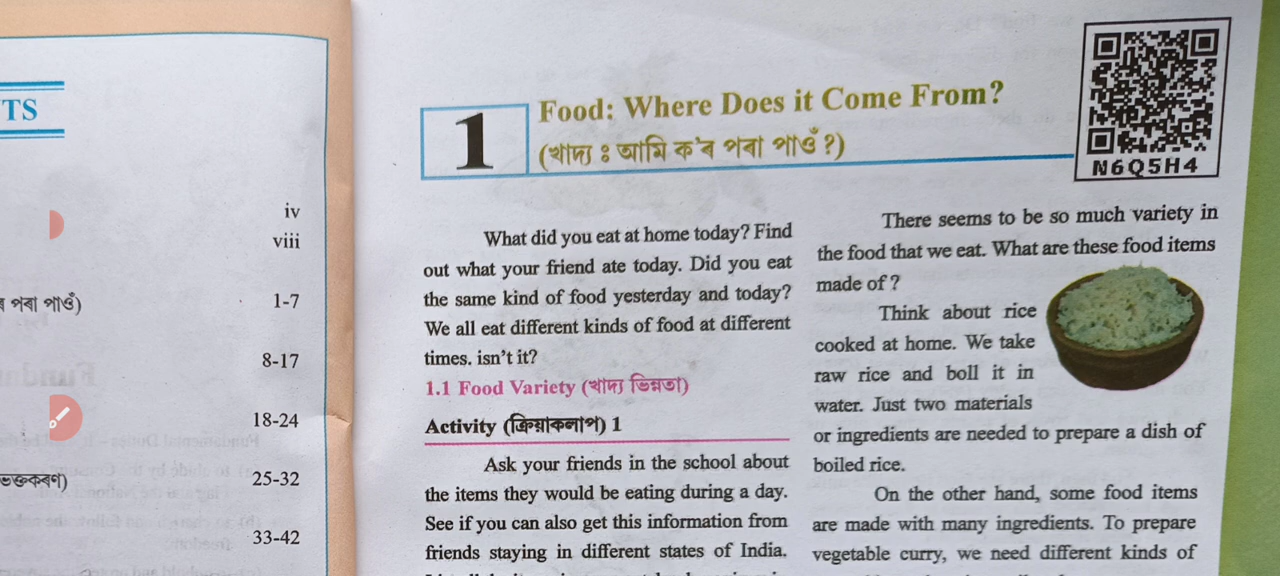 TS
iv
viii
পৰা পাওঁ)
1-7
8-17
18-24
25-32
33-42
1
Food: Where Does it Come From?
(খাদ্য ঃ আমি ক'ৰ পৰা পাওঁ ?)
N6Q5H4
What did you eat at home today? Find
out what your friend ate today. Did you eat
the same kind of food yesterday and today?
We all eat different kinds of food at different
times. isn't it?
1.1 Food Variety (খাদ্য ভিন্নতা)
Activity (ক্ৰিয়াকলাপ) 1
Ask your friends in the school about
the items they would be eating during a day.
See if you can also get this information from
friends staying in different states of India.
There seems to be so much variety in
the food that we eat. What are these food items
made of ?
Think about rice
cooked at home. We take
raw rice and boll it in
water. Just two materials
or ingredients are needed to prepare a dish of
boiled rice.
On the other hand, some food items
are made with many ingredients. To prepare
vegetable curry, we need different kinds of